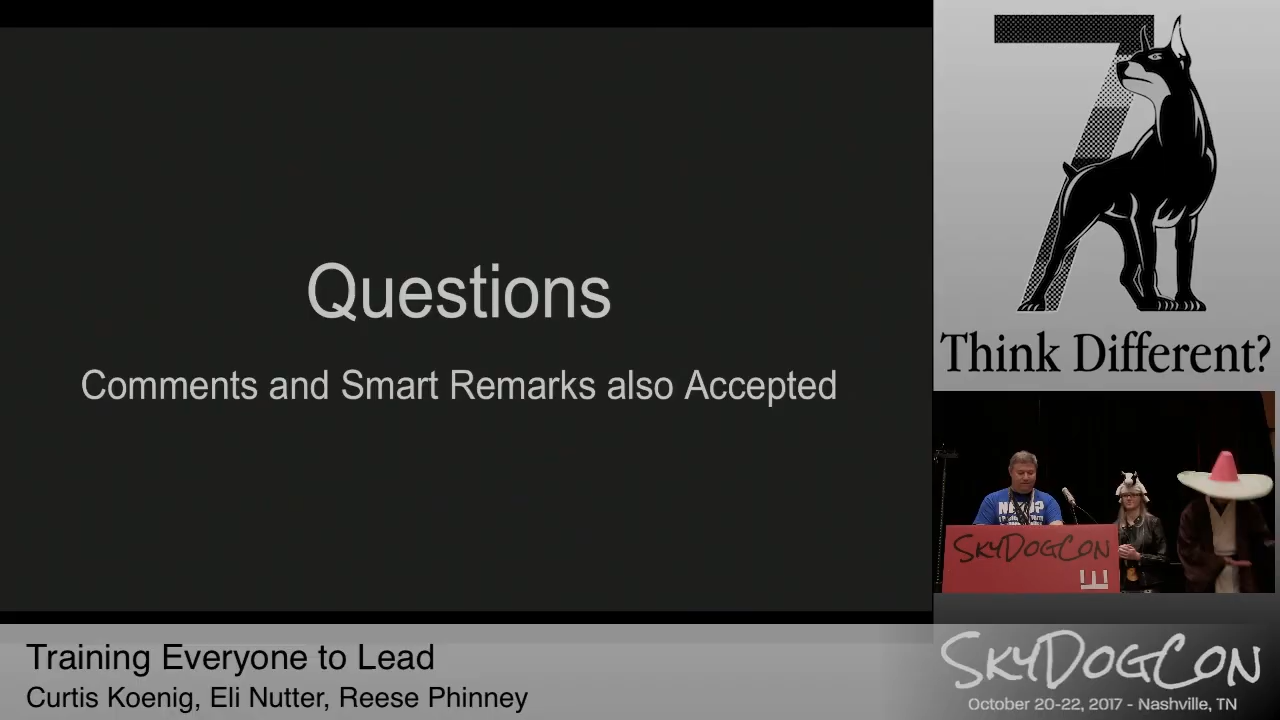 Questions
Comments and Smart Remarks also Accepted
7
Think Different?
SKYDOGCON
Training Everyone to Lead
Curtis Koenig, Eli Nutter, Reese Phinney
SKYDOGCON
October 20-22, 2017 - Nashville, TN